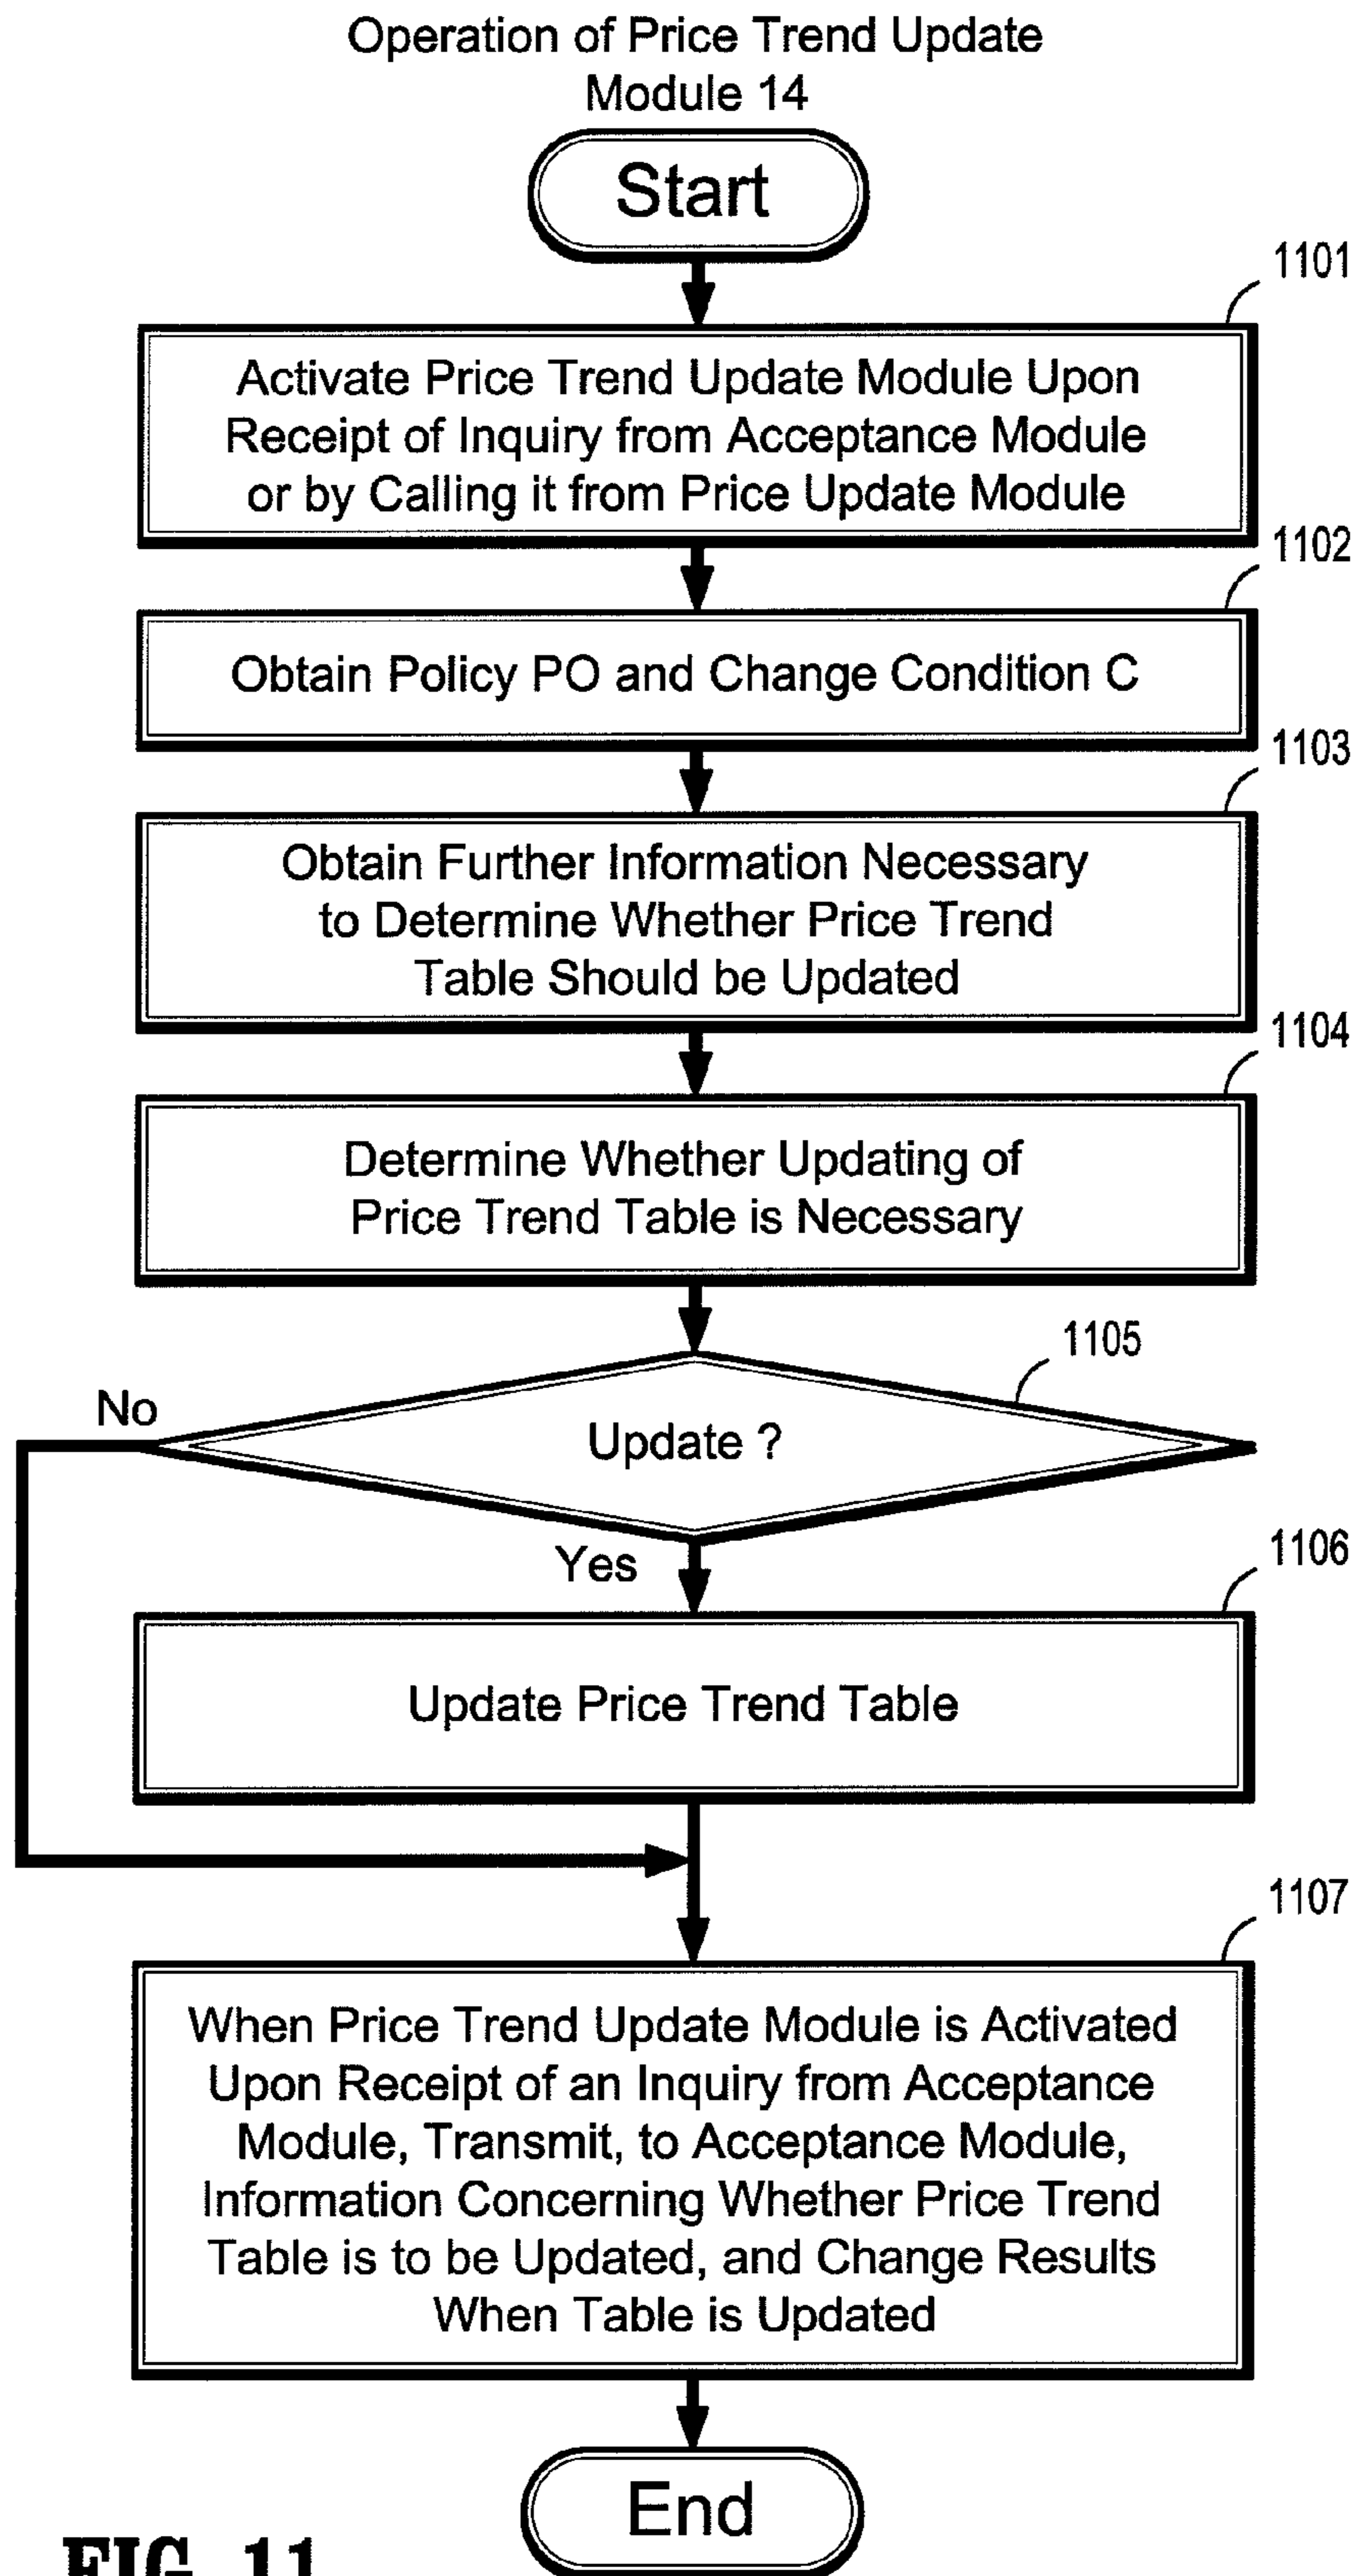 Operation of Price Trend Update
Module 14
Start
1101
Activate Price Trend Update Module Upon
Receipt of Inquiry from Acceptance Module
or by Calling it from Price Update Module
1102
Obtain Policy PO and Change Condition C
1103
Obtain Further Information Necessary
to Determine Whether Price Trend
Table Should be Updated
1104
Determine Whether Updating of
Price Trend Table is Necessary
1105
No
Update ?
Yes
1106
Update Price Trend Table
1107
When Price Trend Update Module is Activated
Upon Receipt of an Inquiry from Acceptance
Module, Transmit, to Acceptance Module,
Information Concerning Whether Price Trend
Table is to be Updated, and Change Results
When Table is Updated
End
FIG. 11